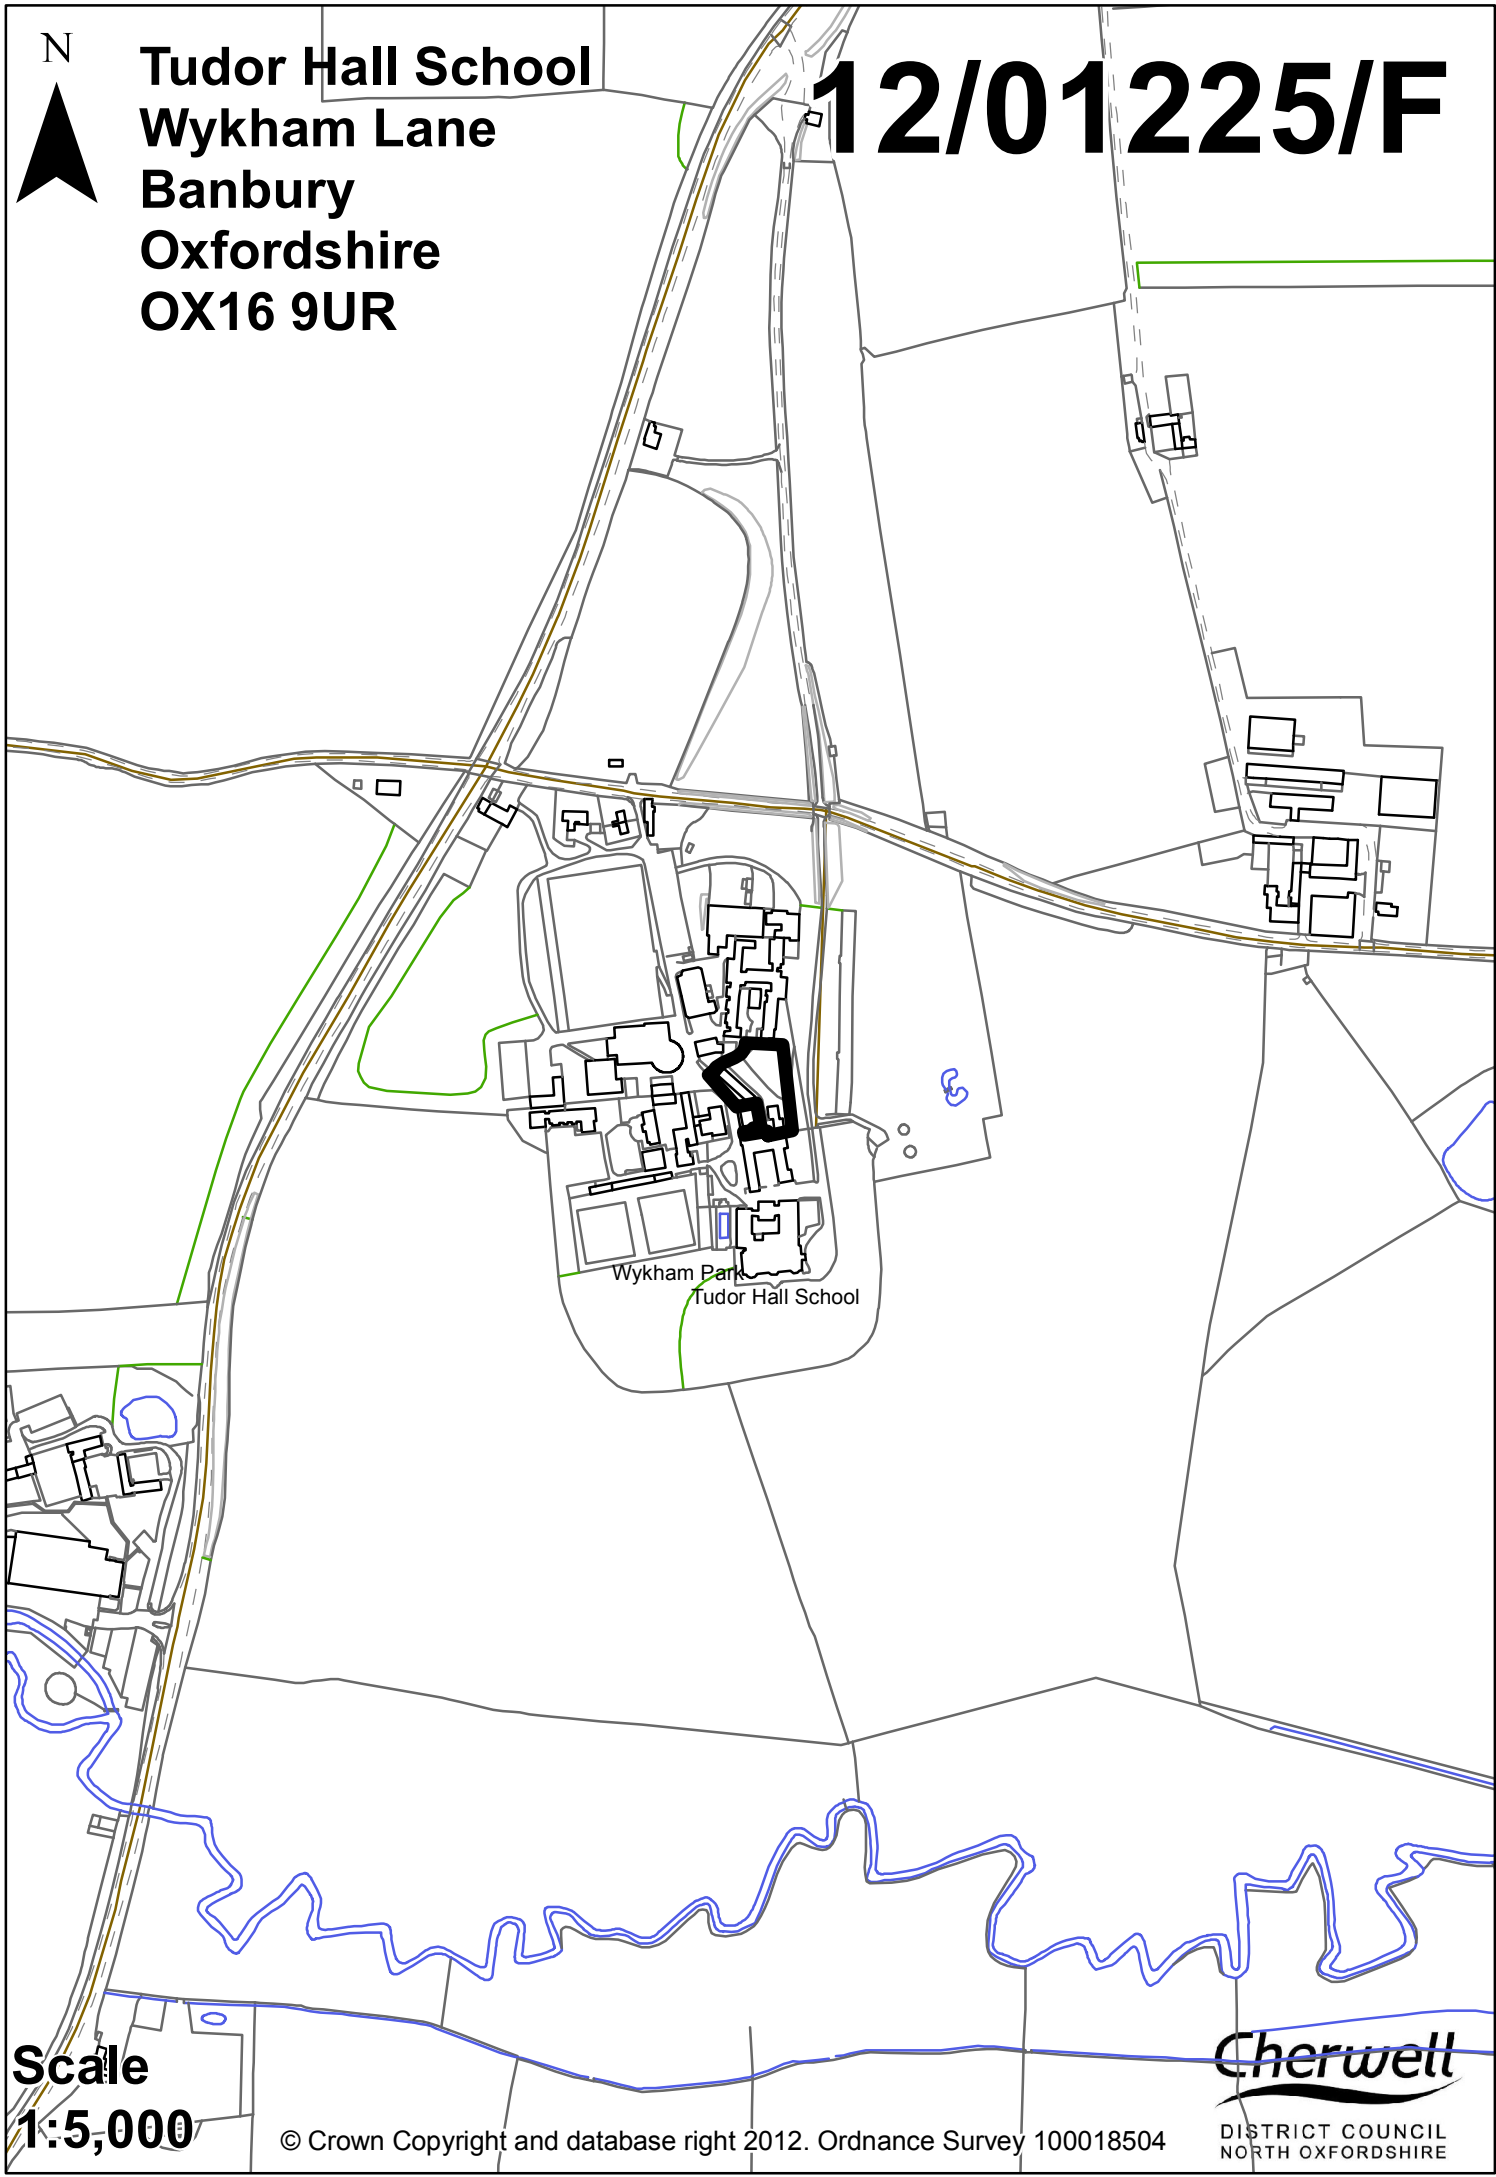 N
Tudor Hall School
Wykham Lane
Banbury
Oxfordshire
OX16 9UR
12/01225/F
Wykham Park
Tudor Hall School
Scale
1:5,000
© Crown Copyright and database right 2012. Ordnance Survey 100018504
Cherwell
DISTRICT COUNCIL
NORTH OXFORDSHIRE